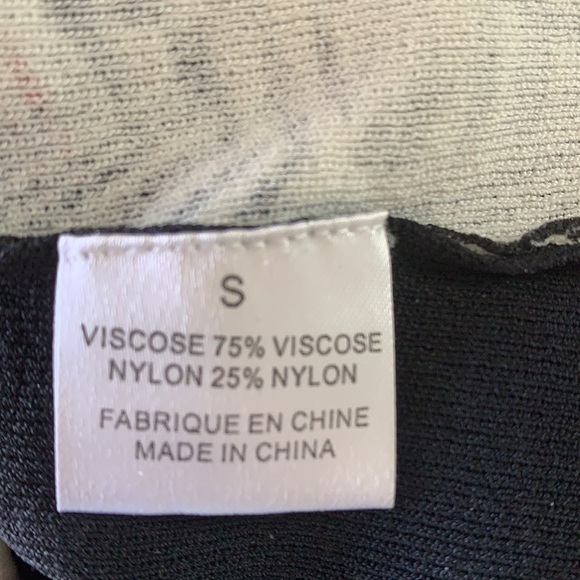 S
VISCOSE 75% VISCOSE
NYLON 25% NYLON
FABRIQUE EN CHINE
MADE IN CHINA